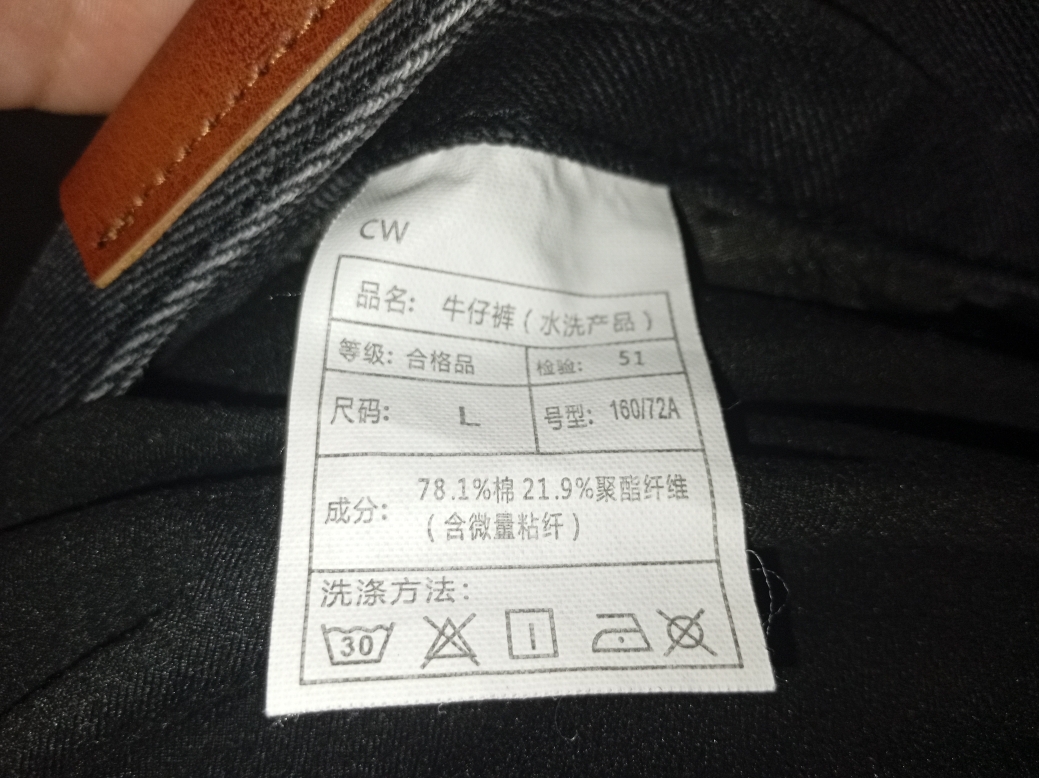 CW
品名: 牛仔裤(水洗产品)
等级: 合格品 检验: 51
尺码: L 号型: 160/72A
成分: 78.1%棉 21.9%聚酯纤维
(含微量粘纤)
洗涤方法:
30